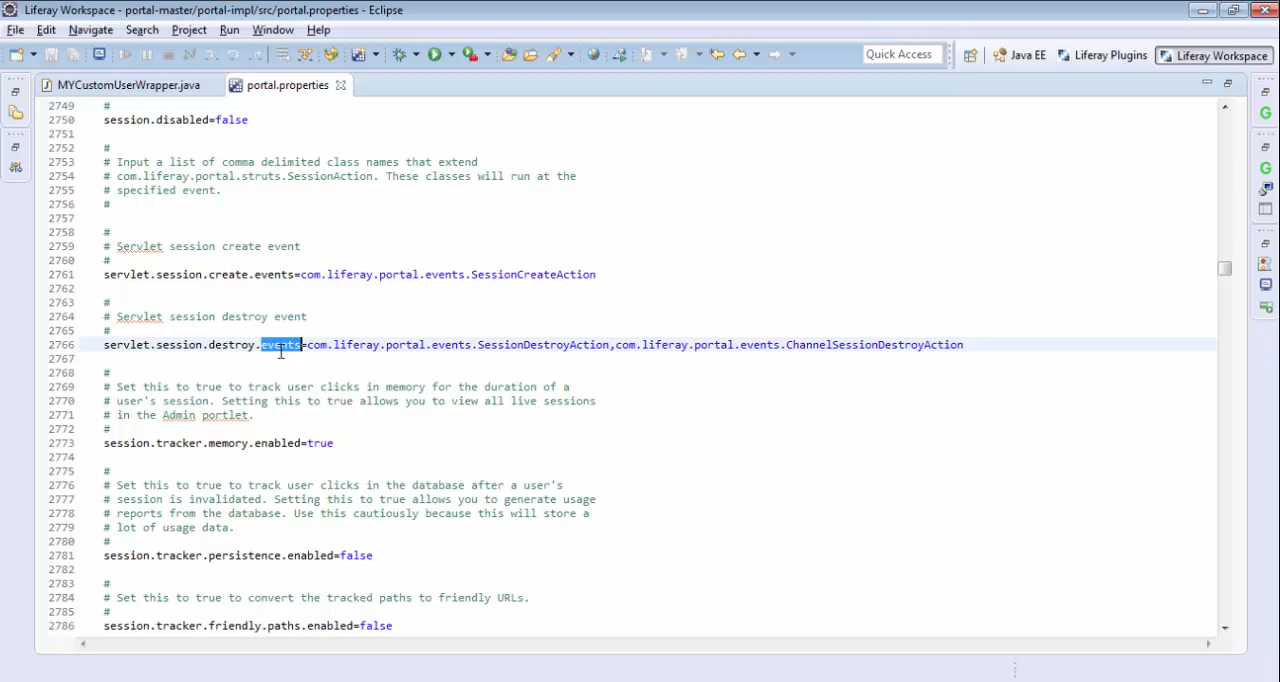 Liferay Workspace - portal-master/portal-impl/src/portal.properties - Eclipse
File Edit Navigate Search Project Run Window Help
Quick Access Java EE Liferay Plugins Liferay Workspace
MYCustomUserWrapper.java portal.properties
2749 #
2750 session.disabled=false
2751
2752 #
2753 # Input a list of comma delimited class names that extend
2754 # com.liferay.portal.struts.SessionAction. These classes will run at the
2755 # specified event.
2756 #
2757
2758 #
2759 # Servlet session create event
2760 #
2761 servlet.session.create.events=com.liferay.portal.events.SessionCreateAction
2762
2763 #
2764 # Servlet session destroy event
2765 #
2766 servlet.session.destroy.events=com.liferay.portal.events.SessionDestroyAction,com.liferay.portal.events.ChannelSessionDestroyAction
2767
2768 #
2769 # Set this to true to track user clicks in memory for the duration of a
2770 # user's session. Setting this to true allows you to view all live sessions
2771 # in the Admin portlet.
2772 #
2773 session.tracker.memory.enabled=true
2774
2775 #
2776 # Set this to true to track user clicks in the database after a user's
2777 # session is invalidated. Setting this to true allows you to generate usage
2778 # reports from the database. Use this cautiously because this will store a
2779 # lot of usage data.
2780 #
2781 session.tracker.persistence.enabled=false
2782
2783 #
2784 # Set this to true to convert the tracked paths to friendly URLs.
2785 #
2786 session.tracker.friendly.paths.enabled=false